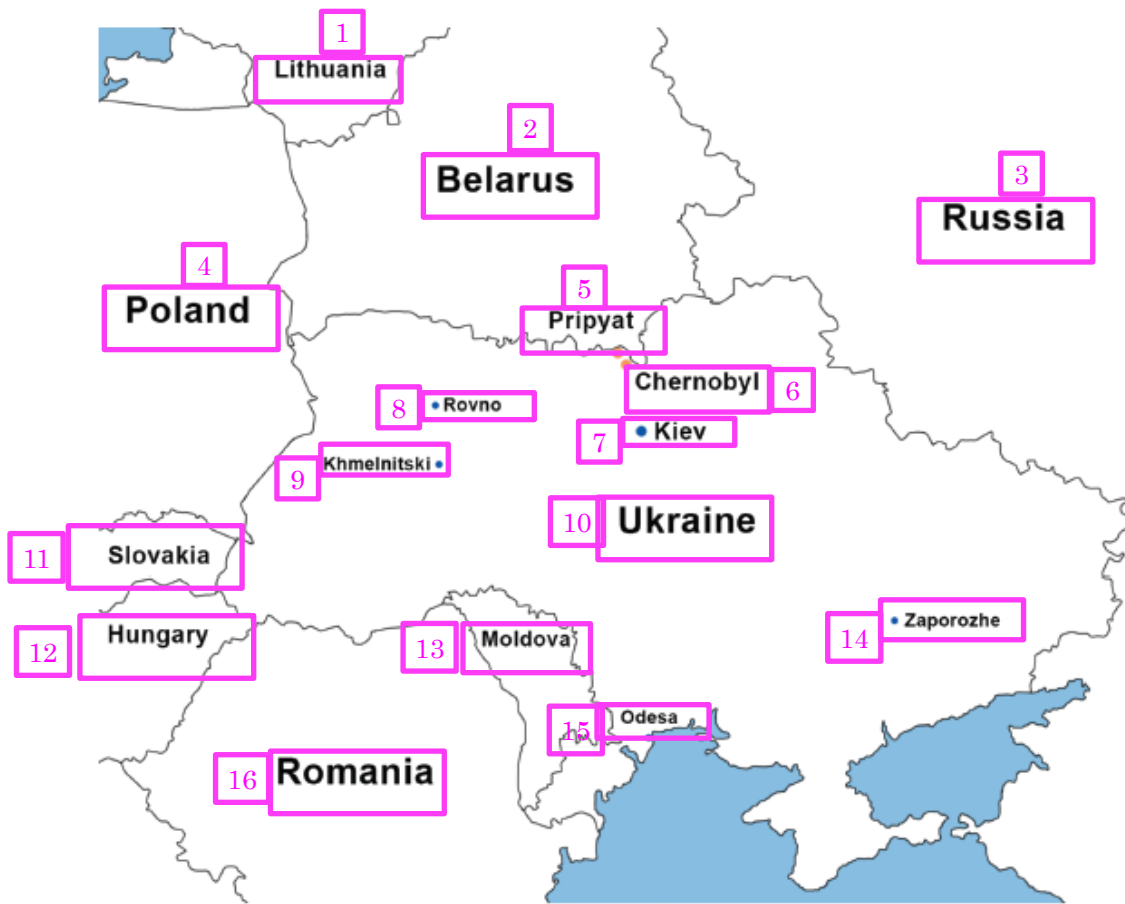 1
Lithuania
2
Belarus
3
Russia
4
Poland
5
Pripyat
Chernobyl 6
8 Rovno
7 Kiev
9 Khmelnitski
10 Ukraine
11 Slovakia
12 Hungary
13 Moldova
14 Zaporozhe
15 Odesa
16 Romania